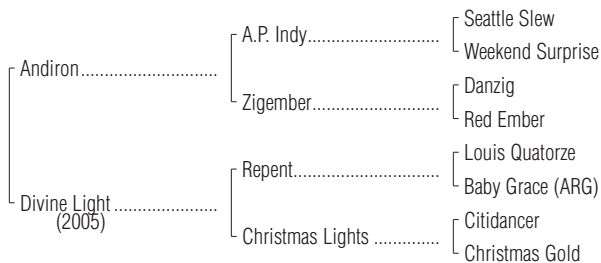 Seattle Slew
A.P. Indy..............................
Weekend Surprise
Andiron...............................
Danzig
Zigember.............................
Red Ember
Louis Quatorze
Repent.................................
Baby Grace (ARG)
Divine Light .......................
(2005)
Citidancer
Christmas Lights ...............
Christmas Gold